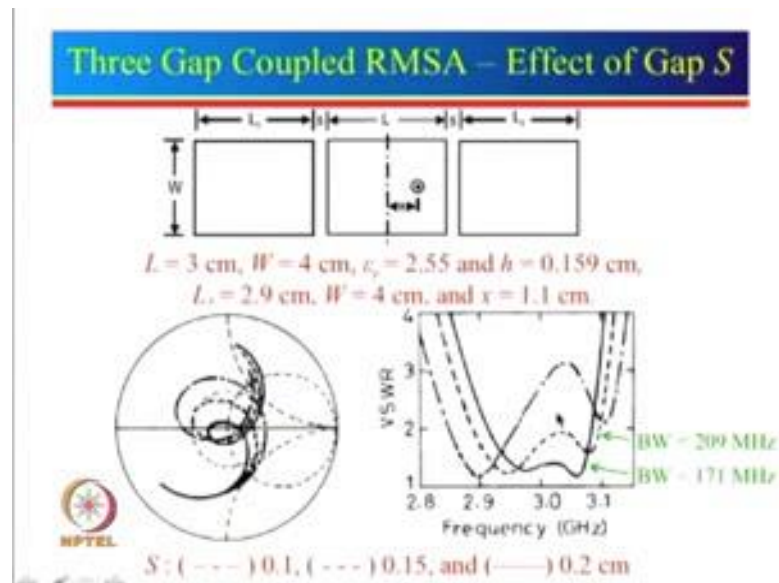 Three Gap Coupled RMSA – Effect of Gap S
L₁ S L S L₁
W
x
L = 3 cm, W = 4 cm, εᵣ = 2.55 and h = 0.159 cm,
L₁ = 2.9 cm, W = 4 cm, and x = 1.1 cm
4
3
2
1
VSWR
2.8 2.9 3.0 3.1
Frequency (GHz)
BW = 209 MHz
BW = 171 MHz
NPTEL
S : ( – · – ) 0.1, ( - - - ) 0.15, and (——) 0.2 cm